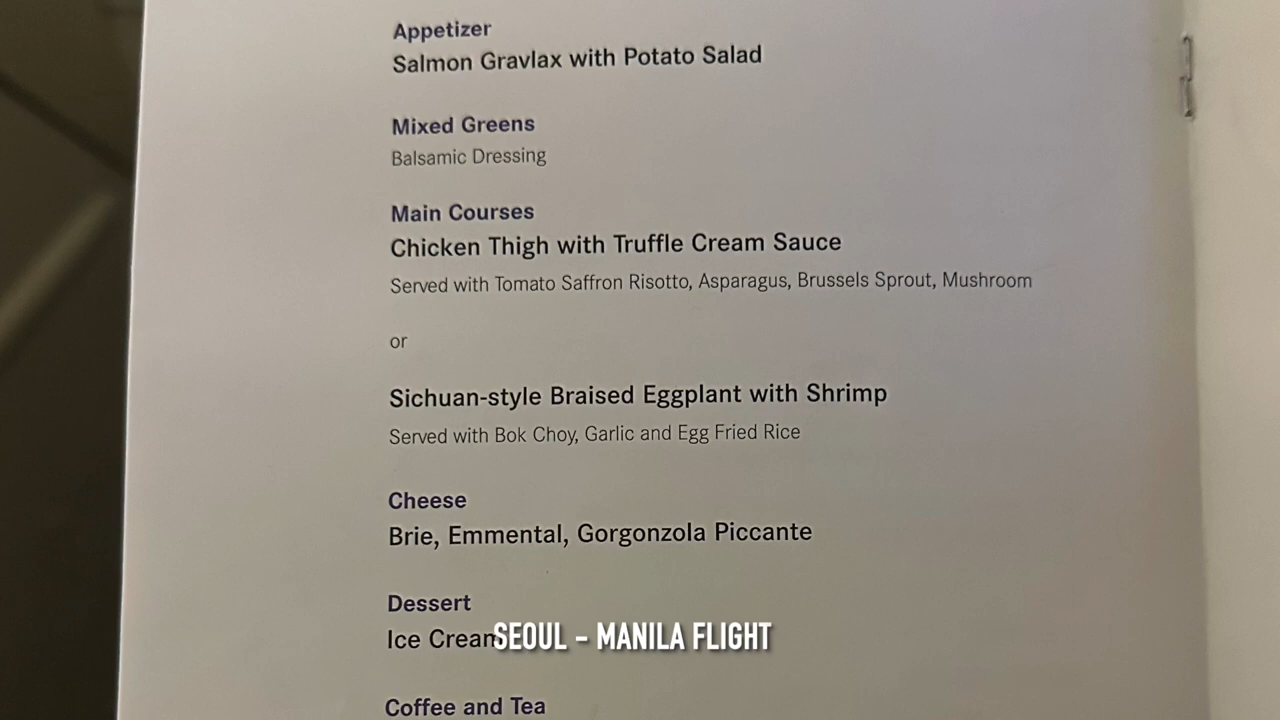 Appetizer
Salmon Gravlax with Potato Salad
Mixed Greens
Balsamic Dressing
Main Courses
Chicken Thigh with Truffle Cream Sauce
Served with Tomato Saffron Risotto, Asparagus, Brussels Sprout, Mushroom
or
Sichuan-style Braised Eggplant with Shrimp
Served with Bok Choy, Garlic and Egg Fried Rice
Cheese
Brie, Emmental, Gorgonzola Piccante
Dessert
Ice Cream
SEOUL - MANILA FLIGHT
Coffee and Tea